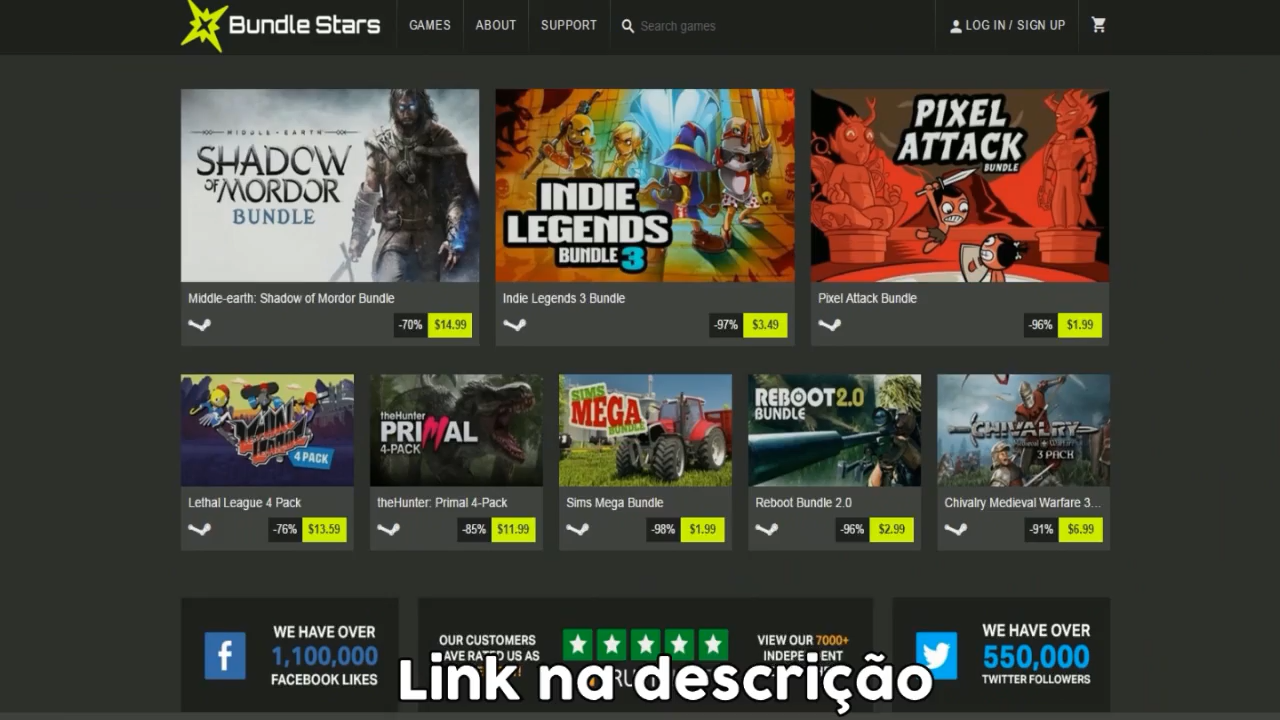 Bundle Stars
GAMES
ABOUT
SUPPORT
Search games
LOG IN / SIGN UP
MIDDLE-EARTH
SHADOW
OF MORDOR
BUNDLE
Middle-earth: Shadow of Mordor Bundle
-70%
$14.99
INDIE
LEGENDS
BUNDLE 3
Indie Legends 3 Bundle
-97%
$3.49
PIXEL
ATTACK
BUNDLE
Pixel Attack Bundle
-96%
$1.99
4 PACK
Lethal League 4 Pack
-76%
$13.59
theHunter
PRIMAL
4-PACK
theHunter: Primal 4-Pack
-85%
$11.99
SIMS
MEGA
BUNDLE
Sims Mega Bundle
-98%
$1.99
REBOOT 2.0
BUNDLE
Reboot Bundle 2.0
-96%
$2.99
CHIVALRY
Medieval Warfare
3 PACK
Chivalry Medieval Warfare 3...
-91%
$6.99
WE HAVE OVER
1,100,000
FACEBOOK LIKES
OUR CUSTOMERS
HAVE RATED US AS
VIEW OUR 7000+
WE HAVE OVER
550,000
TWITTER FOLLOWERS
Link na descrição